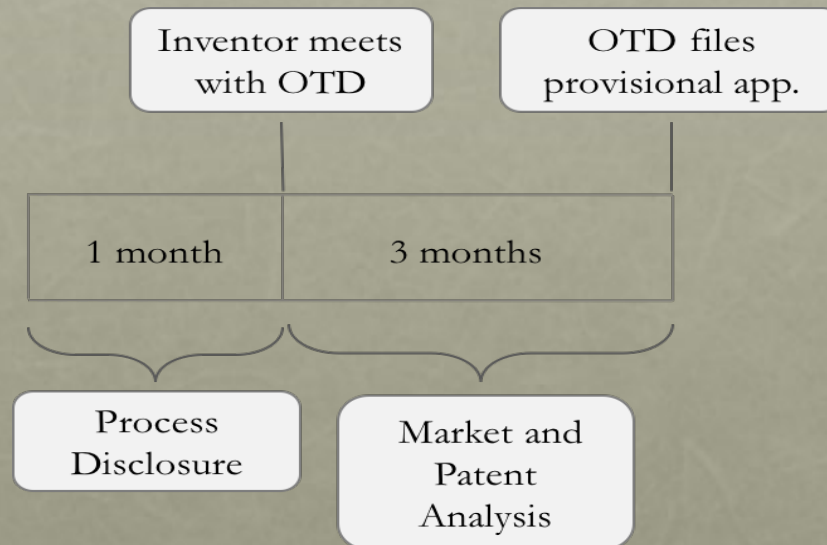 Inventor meets
with OTD
OTD files
provisional app.
1 month
3 months
Process
Disclosure
Market and
Patent
Analysis